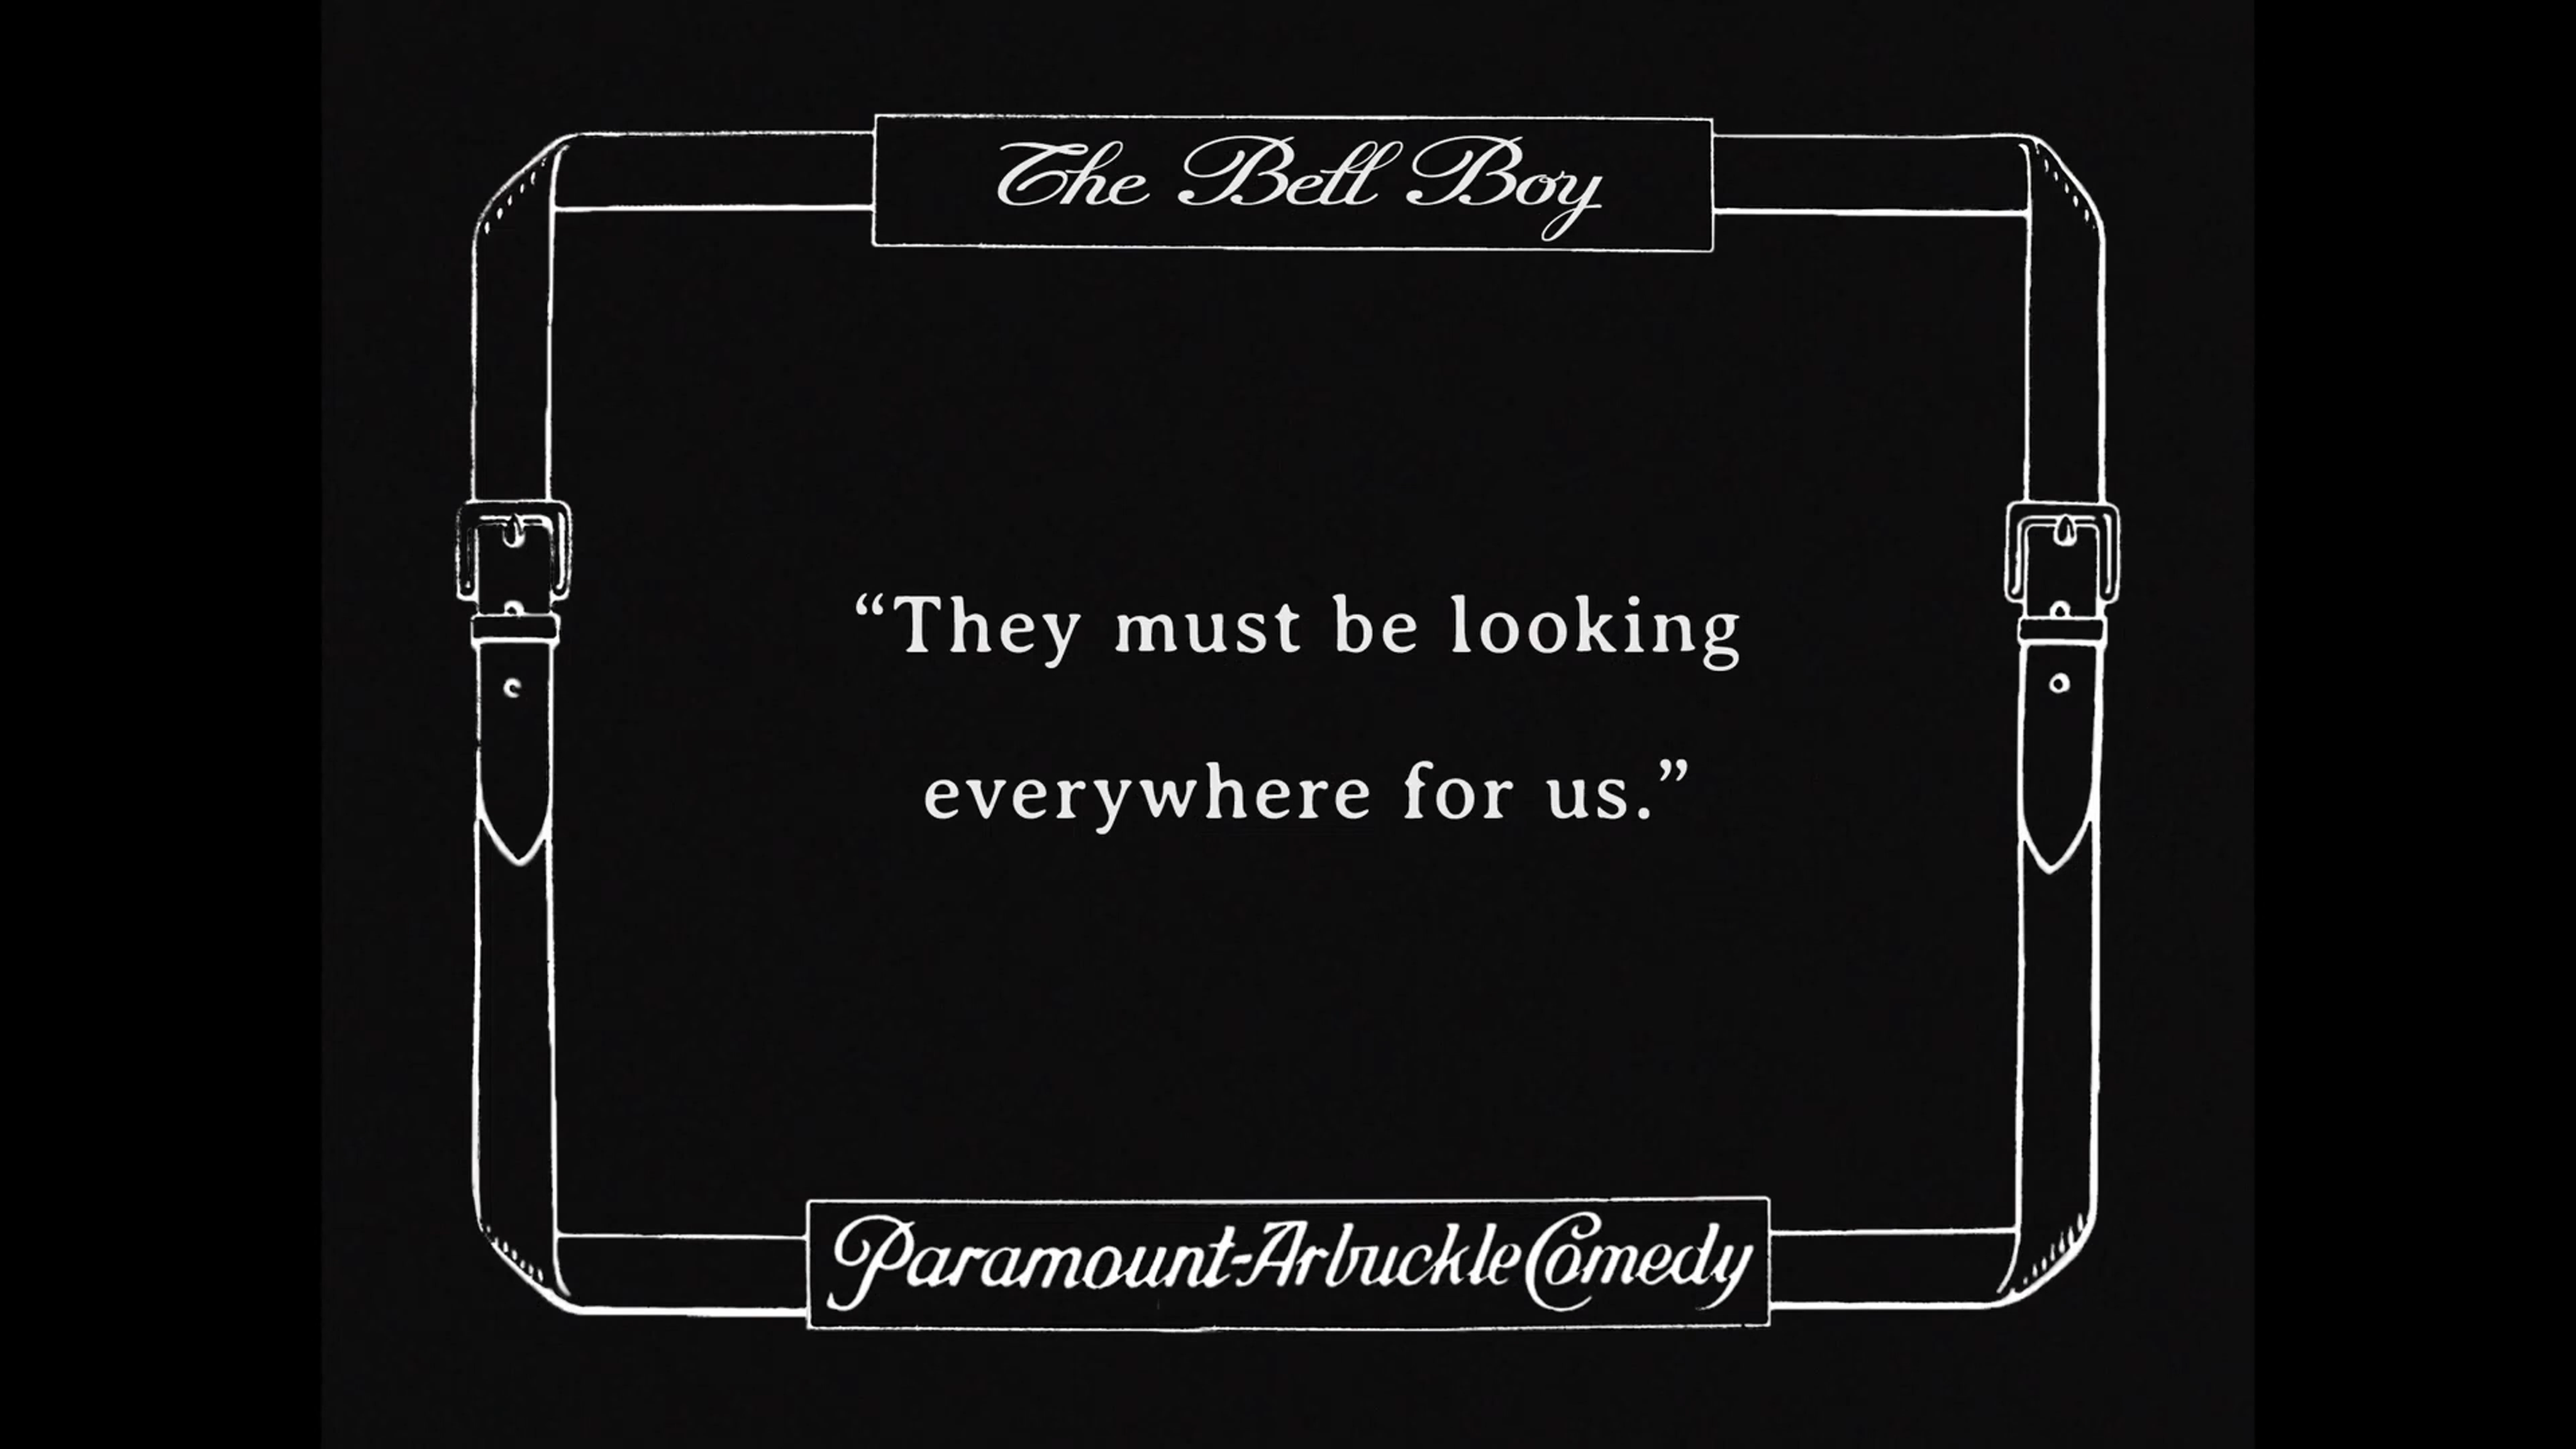 The Bell Boy
“They must be looking
everywhere for us.”
Paramount-Arbuckle Comedy